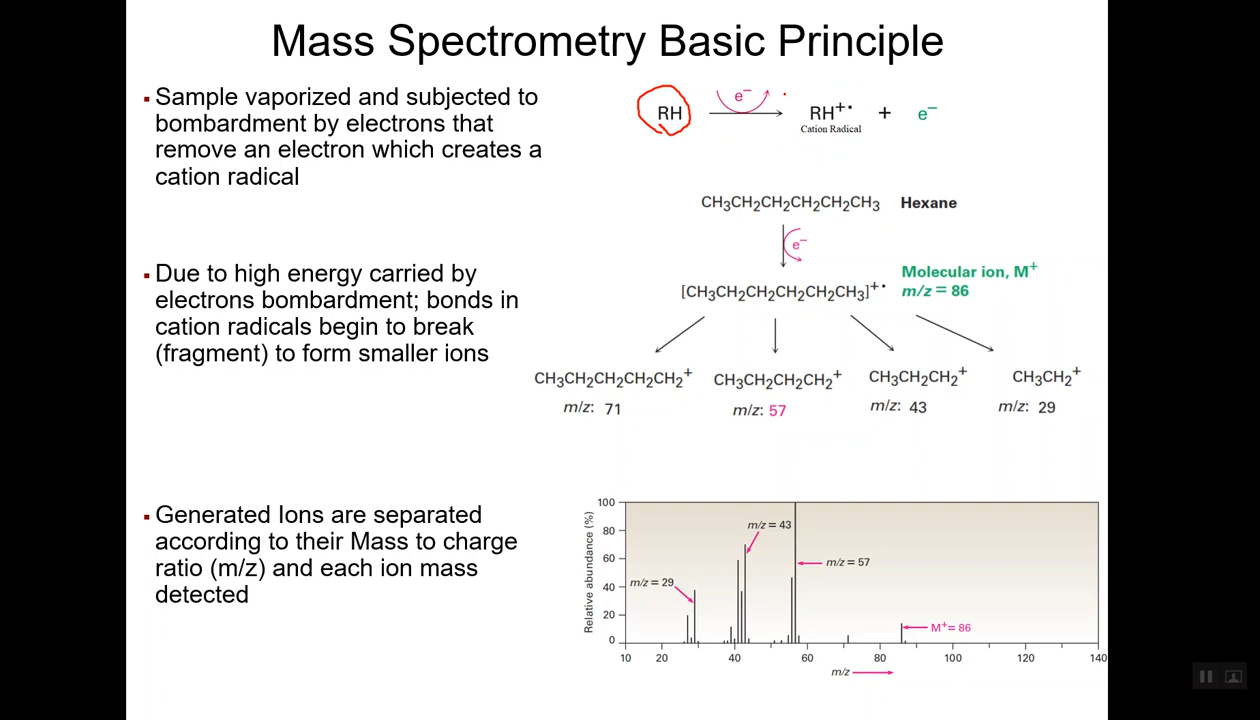 Mass Spectrometry Basic Principle
▪ Sample vaporized and subjected to
bombardment by electrons that
remove an electron which creates a
cation radical
RH e⁻ RH⁺• + e⁻
Cation Radical
CH₃CH₂CH₂CH₂CH₂CH₃ Hexane
e⁻
▪ Due to high energy carried by
electrons bombardment; bonds in
cation radicals begin to break
(fragment) to form smaller ions
[CH₃CH₂CH₂CH₂CH₂CH₃]⁺•
Molecular ion, M⁺
m/z = 86
CH₃CH₂CH₂CH₂CH₂⁺ CH₃CH₂CH₂CH₂⁺ CH₃CH₂CH₂⁺ CH₃CH₂⁺
m/z: 71 m/z: 57 m/z: 43 m/z: 29
▪ Generated Ions are separated
according to their Mass to charge
ratio (m/z) and each ion mass
detected
Relative abundance (%)
100
80
60
40
20
0
m/z = 29
m/z = 43
m/z = 57
M⁺ = 86
10 20 40 60 80 100 120 140
m/z